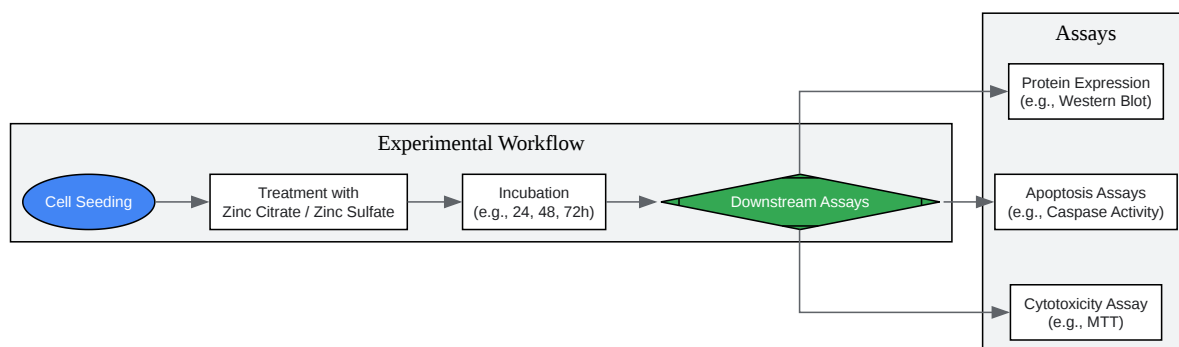 Assays
Protein Expression
(e.g., Western Blot)
Experimental Workflow
Cell Seeding
Treatment with
Zinc Citrate / Zinc Sulfate
Incubation
(e.g., 24, 48, 72h)
Downstream Assays
Apoptosis Assays
(e.g., Caspase Activity)
Cytotoxicity Assay
(e.g., MTT)